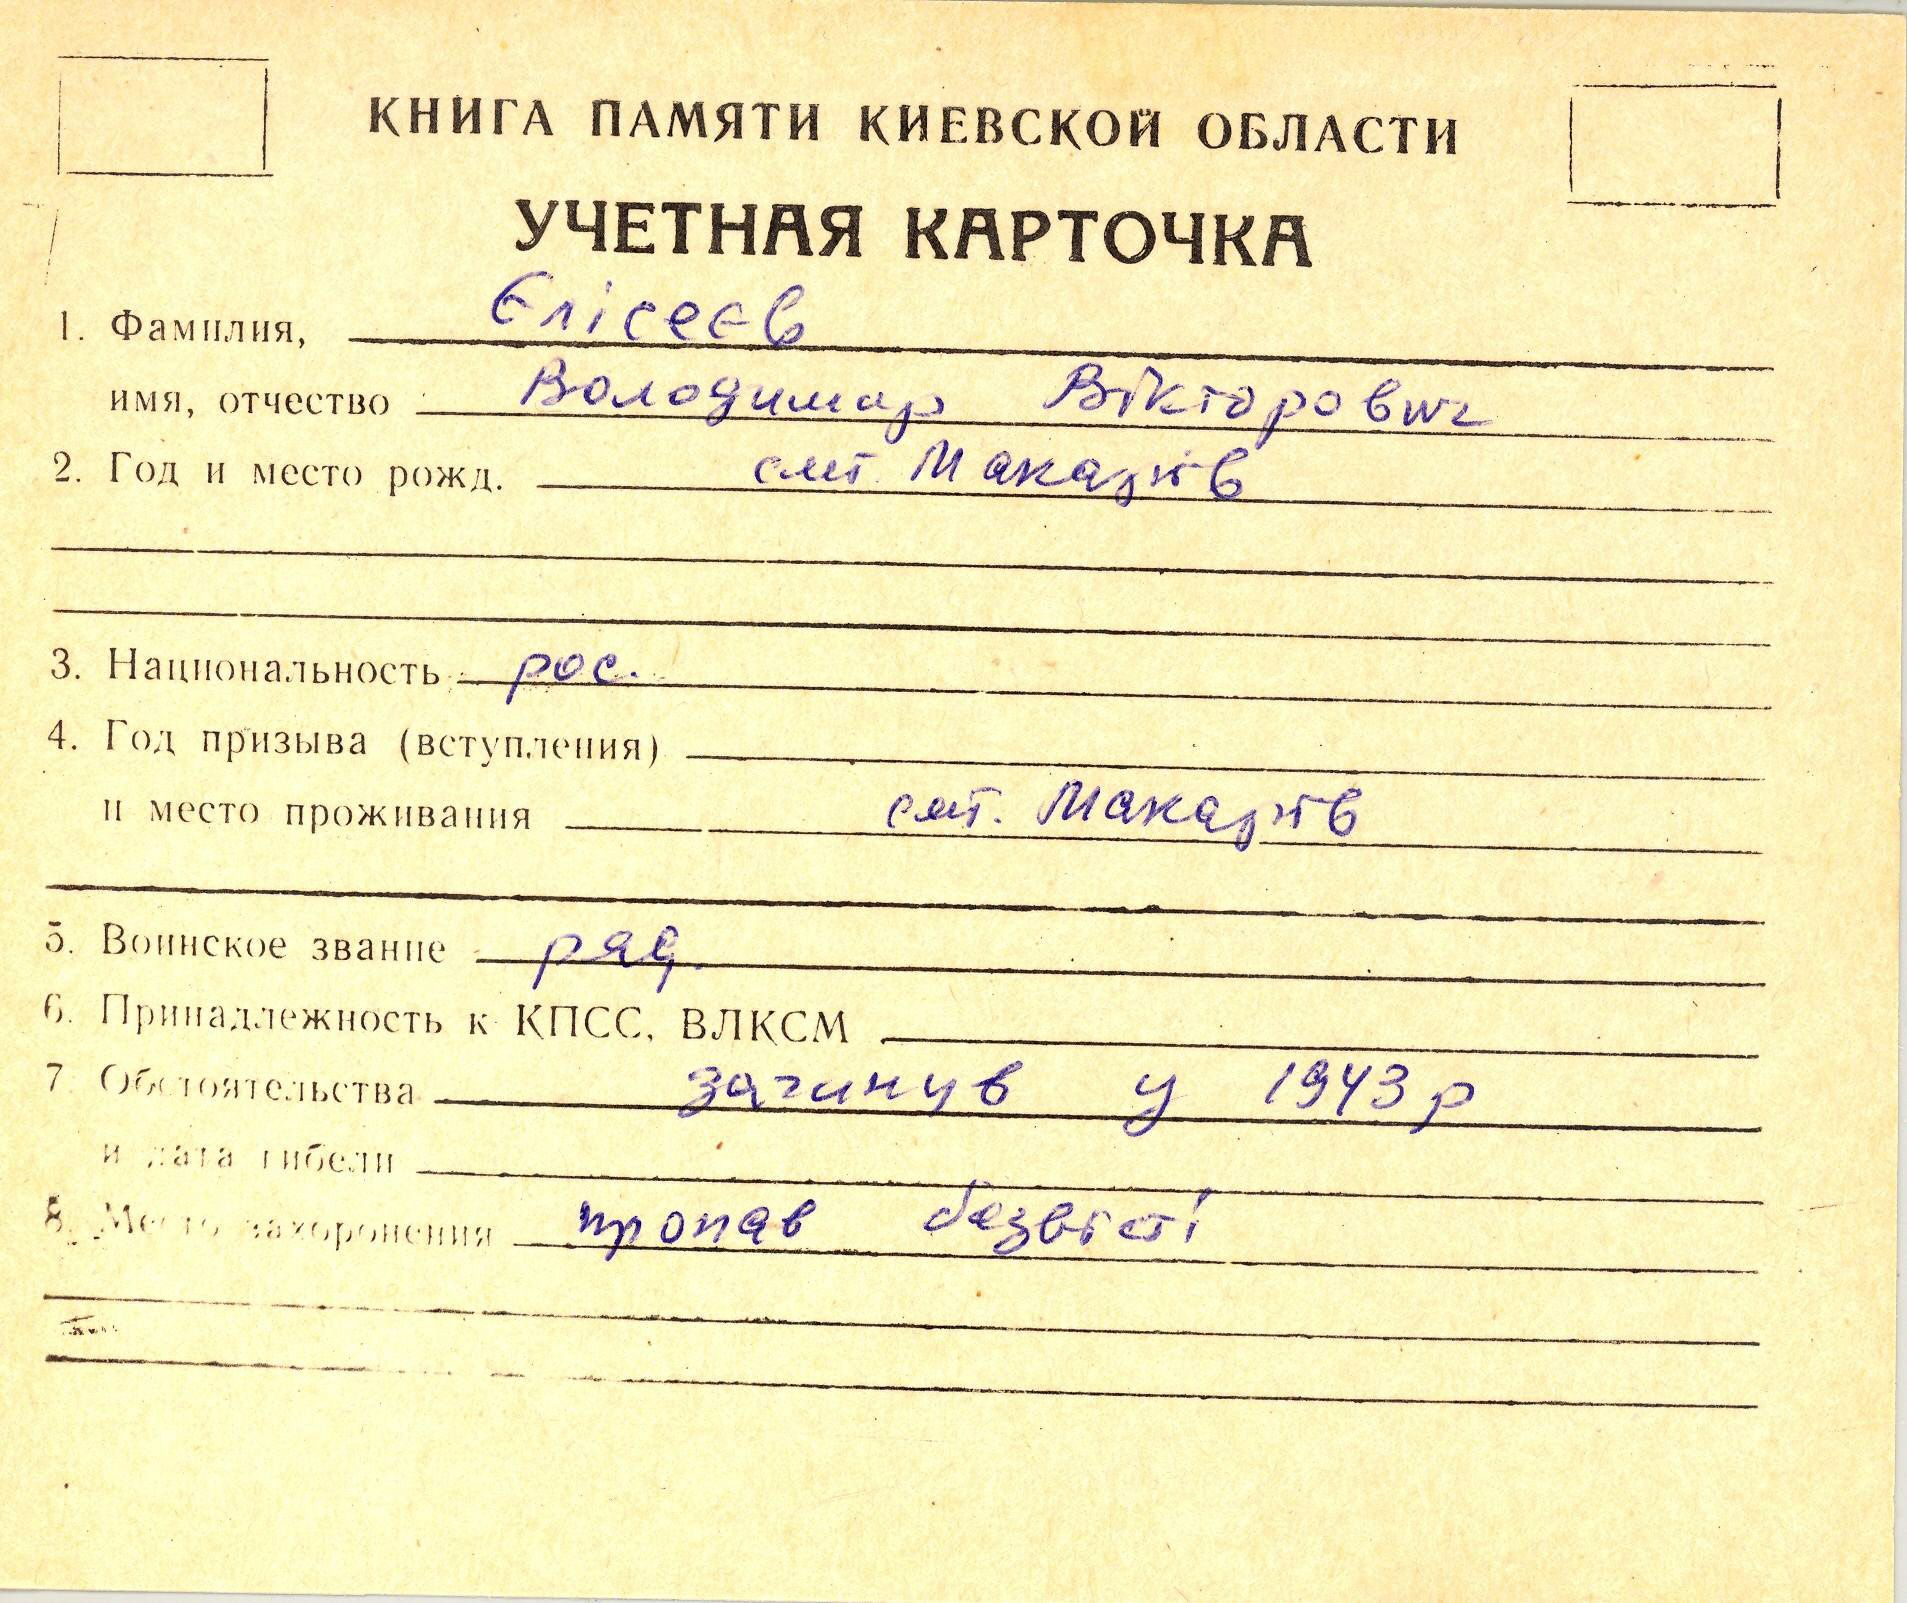 КНИГА ПАМЯТИ КИЕВСКОЙ ОБЛАСТИ
УЧЕТНАЯ КАРТОЧКА
1. Фамилия, Єлісеєв
имя, отчество Володимир Вікторович
2. Год и место рожд. смт. Макарів
3. Национальность рос.
4. Год призыва (вступления)
и место проживания смт. Макарів
5. Воинское звание ряд.
6. Принадлежность к КПСС, ВЛКСМ
7. Обстоятельства загинув у 1943 р
и дата гибели
8. Место захоронения пропав безвісті